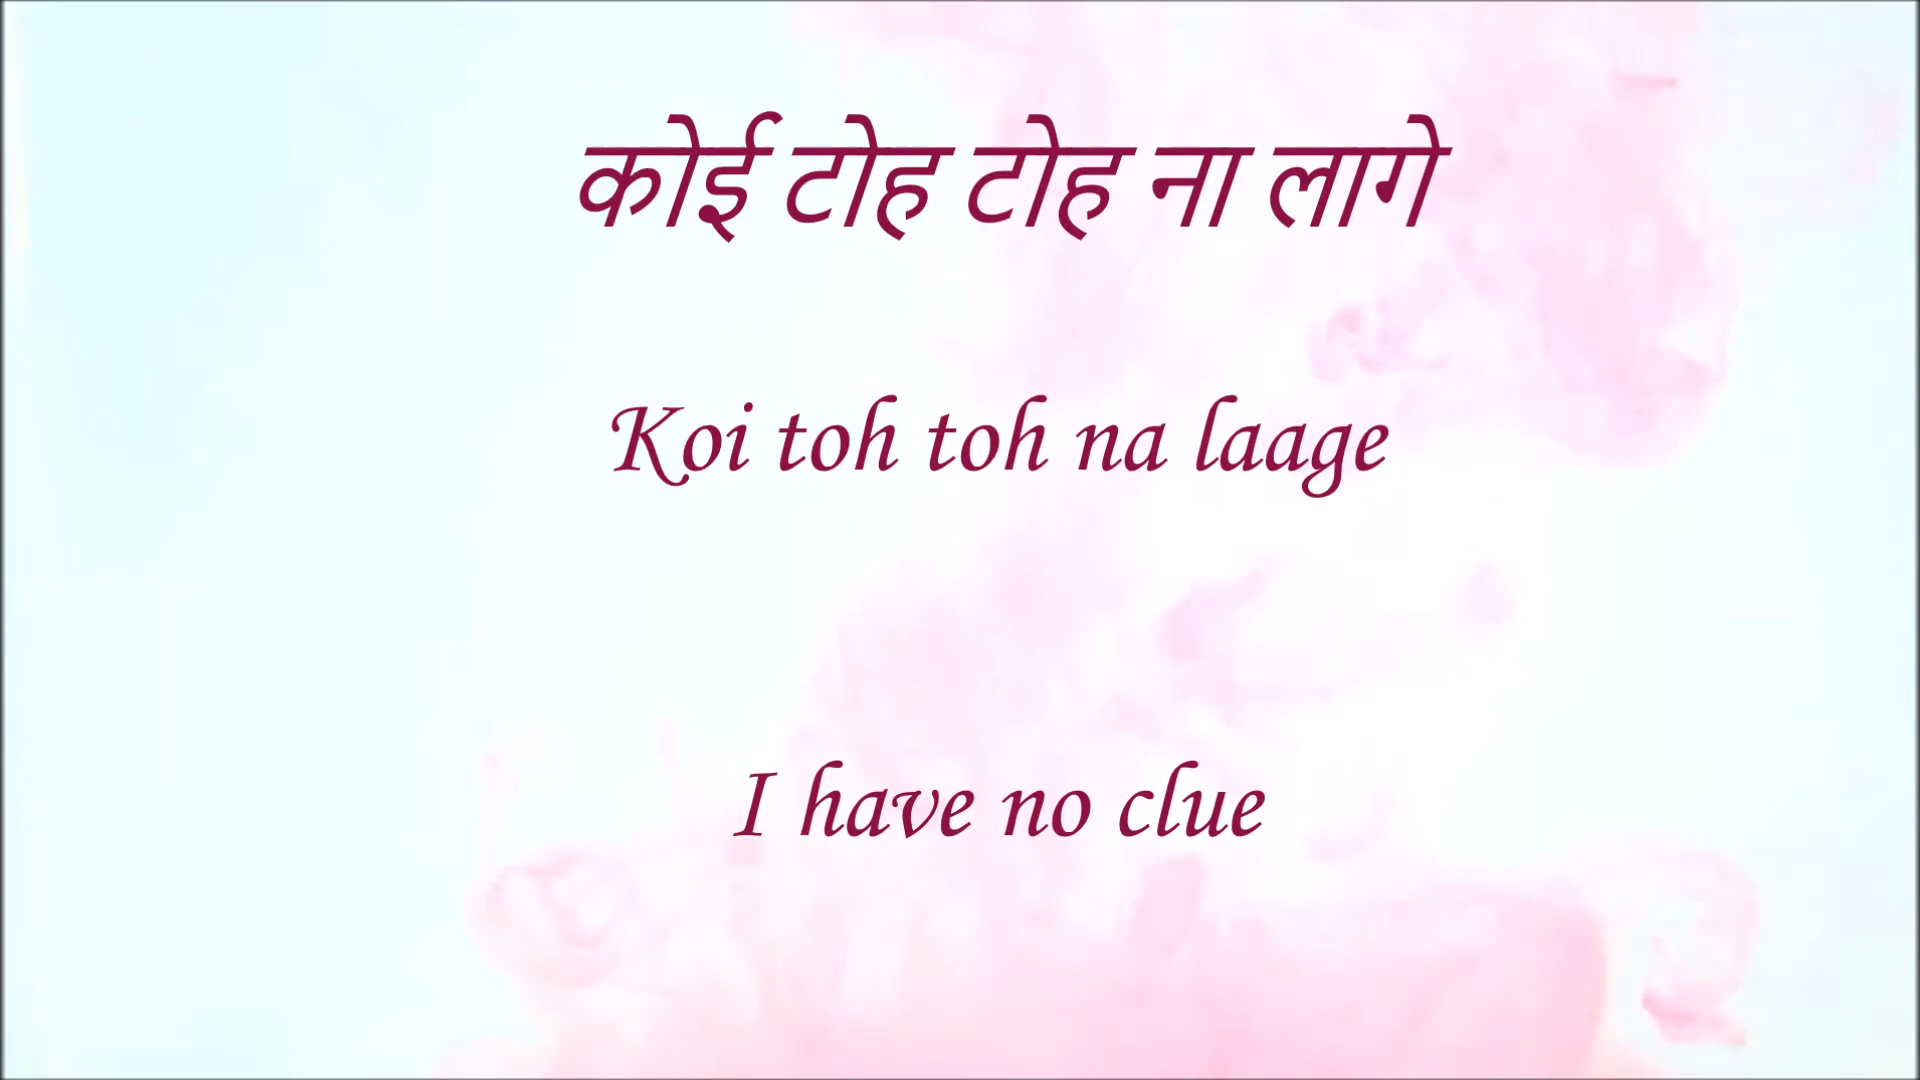 कोई टोह टोह ना लागे
Koi toh toh na laage
I have no clue